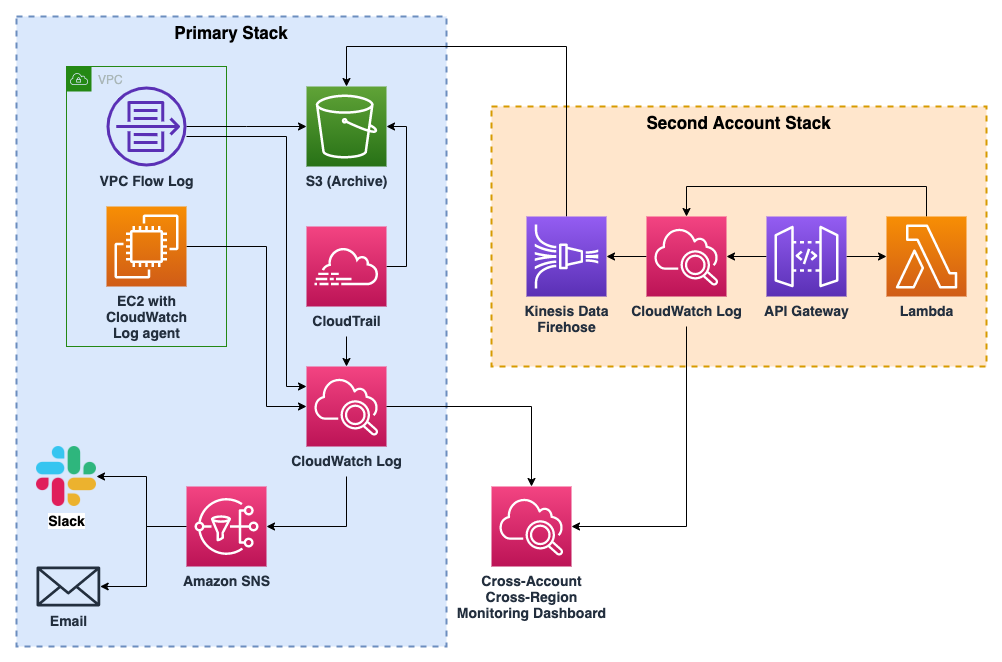 Primary Stack
VPC
VPC Flow Log
S3 (Archive)
EC2 with
CloudWatch
Log agent
CloudTrail
CloudWatch Log
Slack
Amazon SNS
Email
Second Account Stack
Kinesis Data
Firehose
CloudWatch Log
</>
API Gateway
Lambda
Cross-Account
Cross-Region
Monitoring Dashboard